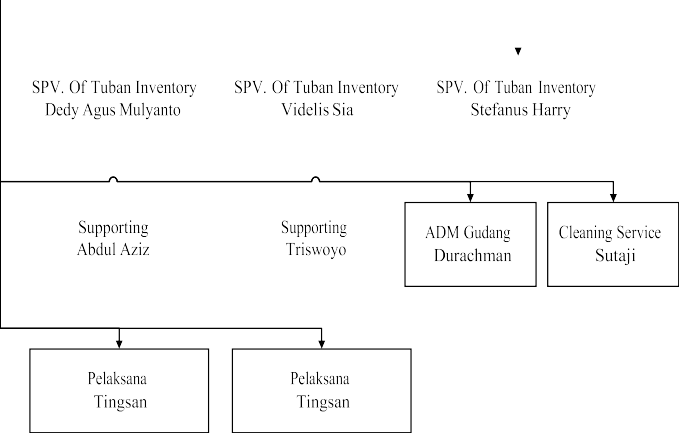 SPV. Of Tuban Inventory
Dedy Agus Mulyanto
SPV. Of Tuban Inventory
Videlis Sia
SPV. Of Tuban Inventory
Stefanus Harry
Supporting
Abdul Aziz
Supporting
Triswoyo
ADM Gudang
Durachman
Cleaning Service
Sutaji
Pelaksana
Tingsan
Pelaksana
Tingsan